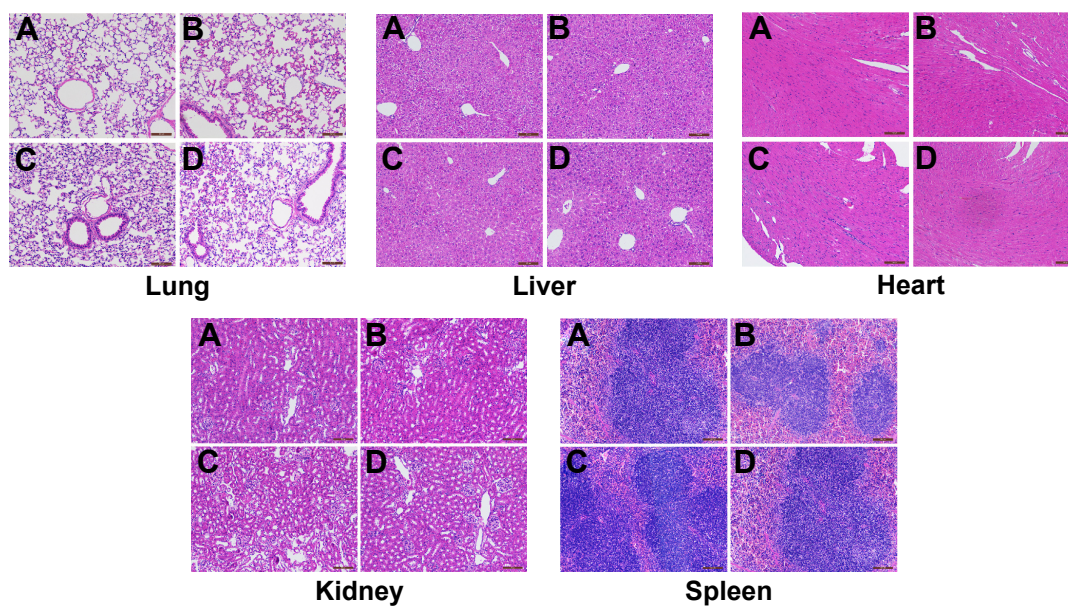 A B A B A B
C D C D C D
Lung Liver Heart
A B A B
C D C D
Kidney Spleen